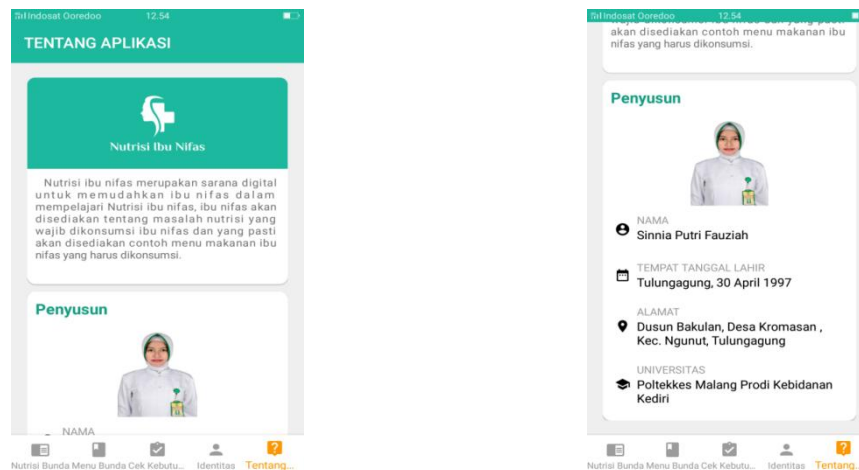 Indosat Ooredoo 12.54
TENTANG APLIKASI
Nutrisi Ibu Nifas
Nutrisi ibu nifas merupakan sarana digital
untuk memudahkan ibu nifas dalam
mempelajari Nutrisi ibu nifas, ibu nifas akan
disediakan tentang masalah nutrisi yang
wajib dikonsumsi ibu nifas dan yang pasti
akan disediakan contoh menu makanan ibu
nifas yang harus dikonsumsi.
Penyusun
NAMA
Nutrisi Bunda Menu Bunda Cek Kebutu... Identitas Tentang...
Indosat Ooredoo 12.54
akan disediakan contoh menu makanan ibu
nifas yang harus dikonsumsi.
Penyusun
NAMA
Sinnia Putri Fauziah
TEMPAT TANGGAL LAHIR
Tulungagung, 30 April 1997
ALAMAT
Dusun Bakulan, Desa Kromasan ,
Kec. Ngunut, Tulungagung
UNIVERSITAS
Poltekkes Malang Prodi Kebidanan
Kediri
Nutrisi Bunda Menu Bunda Cek Kebutu... Identitas Tentang...